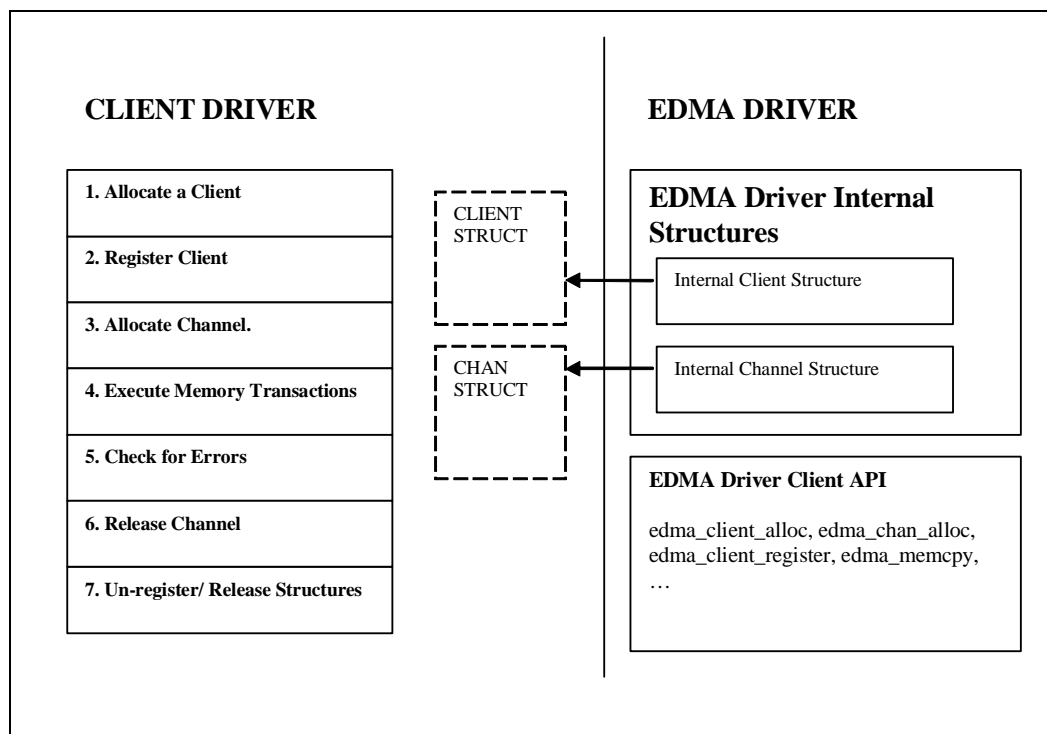 CLIENT DRIVER
1. Allocate a Client
2. Register Client
3. Allocate Channel.
4. Execute Memory Transactions
5. Check for Errors
6. Release Channel
7. Un-register/ Release Structures
CLIENT
STRUCT
CHAN
STRUCT
EDMA DRIVER
EDMA Driver Internal
Structures
Internal Client Structure
Internal Channel Structure
EDMA Driver Client API
edma_client_alloc, edma_chan_alloc,
edma_client_register, edma_memcpy,
…